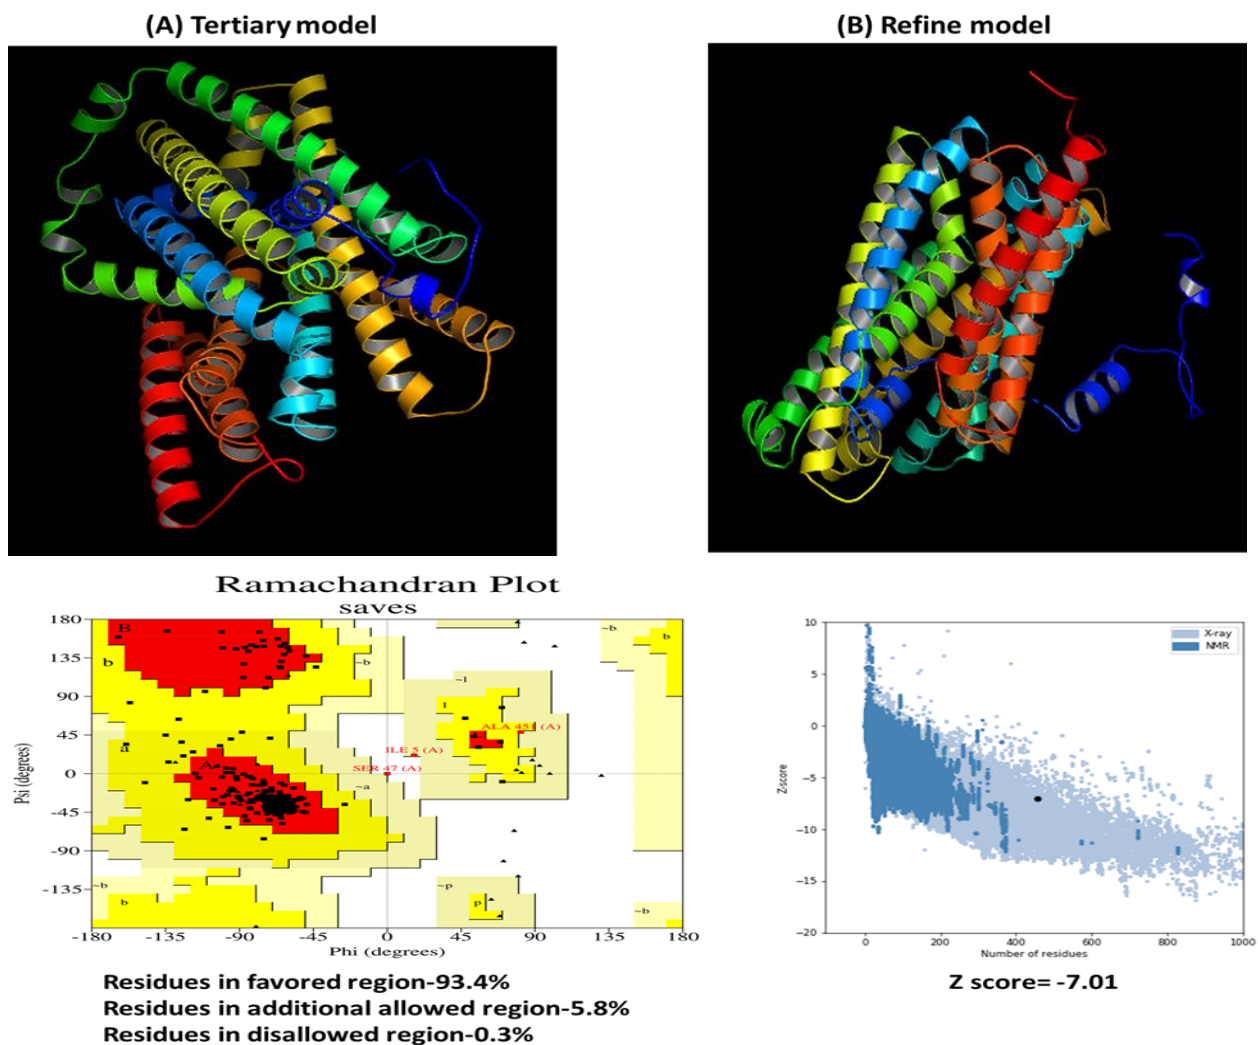 (A) Tertiary model
(B) Refine model
Ramachandran Plot
saves
180
135
90
45
0
-45
-90
-135
-180
-135
-90
-45
0
45
90
135
180
Psi (degrees)
Phi (degrees)
B
b
~b
~b
b
~l
l
ALA 451 (A)
a
ILE 5 (A)
A
SER 47 (A)
~a
~b
b
~p
p
~b
10
5
0
-5
-10
-15
-20
0
200
400
600
800
1000
Z-score
Number of residues
X-ray
NMR
Residues in favored region-93.4%
Residues in additional allowed region-5.8%
Residues in disallowed region-0.3%
Z score= -7.01